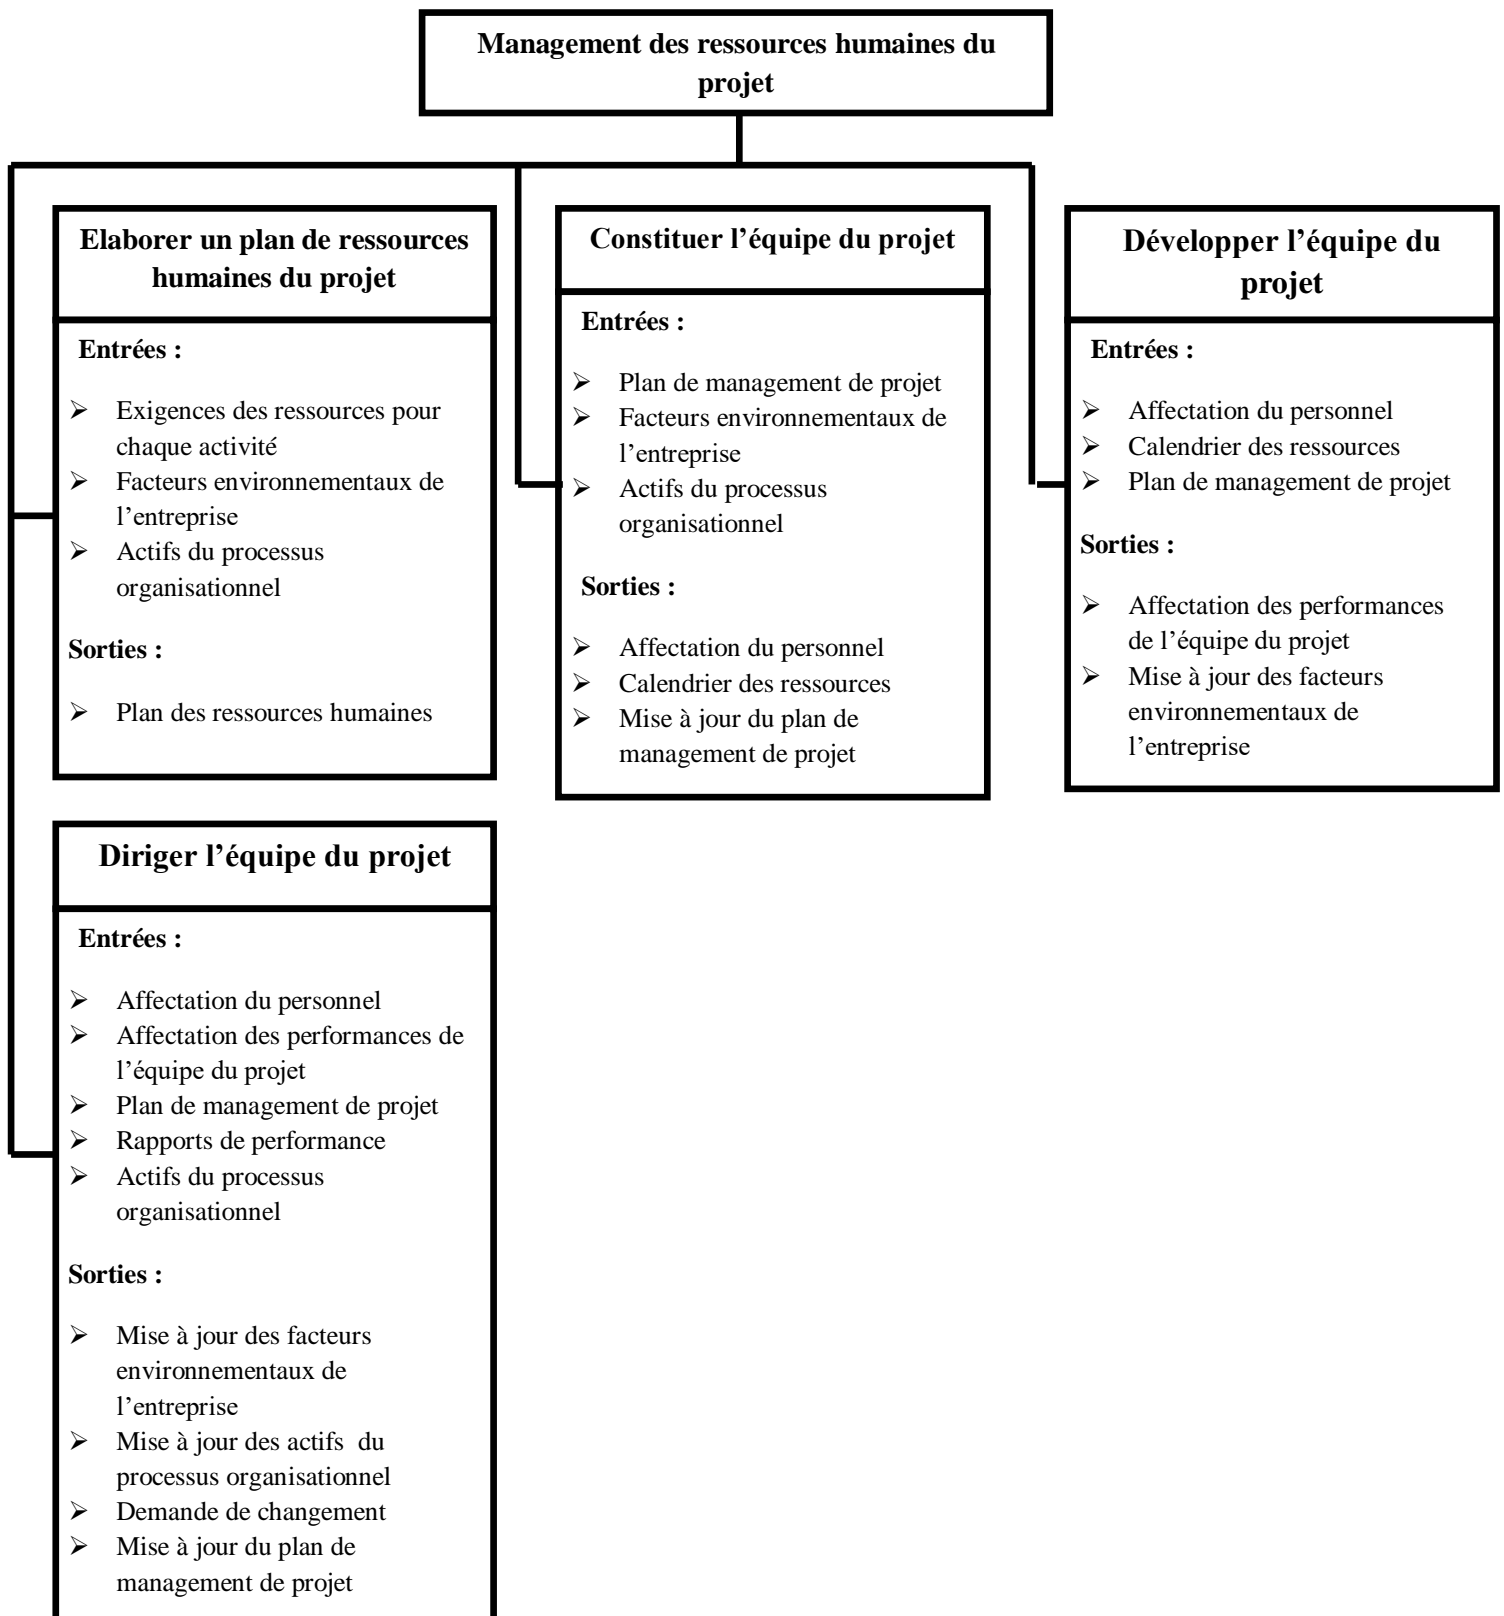 Management des ressources humaines du
projet
Elaborer un plan de ressources
humaines du projet
Entrées :
➢ Exigences des ressources pour
chaque activité
➢ Facteurs environnementaux de
l’entreprise
➢ Actifs du processus
organisationnel
Sorties :
➢ Plan des ressources humaines
Constituer l’équipe du projet
Entrées :
➢ Plan de management de projet
➢ Facteurs environnementaux de
l’entreprise
➢ Actifs du processus
organisationnel
Sorties :
➢ Affectation du personnel
➢ Calendrier des ressources
➢ Mise à jour du plan de
management de projet
Développer l’équipe du
projet
Entrées :
➢ Affectation du personnel
➢ Calendrier des ressources
➢ Plan de management de projet
Sorties :
➢ Affectation des performances
de l’équipe du projet
➢ Mise à jour des facteurs
environnementaux de
l’entreprise
Diriger l’équipe du projet
Entrées :
➢ Affectation du personnel
➢ Affectation des performances de
l’équipe du projet
➢ Plan de management de projet
➢ Rapports de performance
➢ Actifs du processus
organisationnel
Sorties :
➢ Mise à jour des facteurs
environnementaux de
l’entreprise
➢ Mise à jour des actifs du
processus organisationnel
➢ Demande de changement
➢ Mise à jour du plan de
management de projet